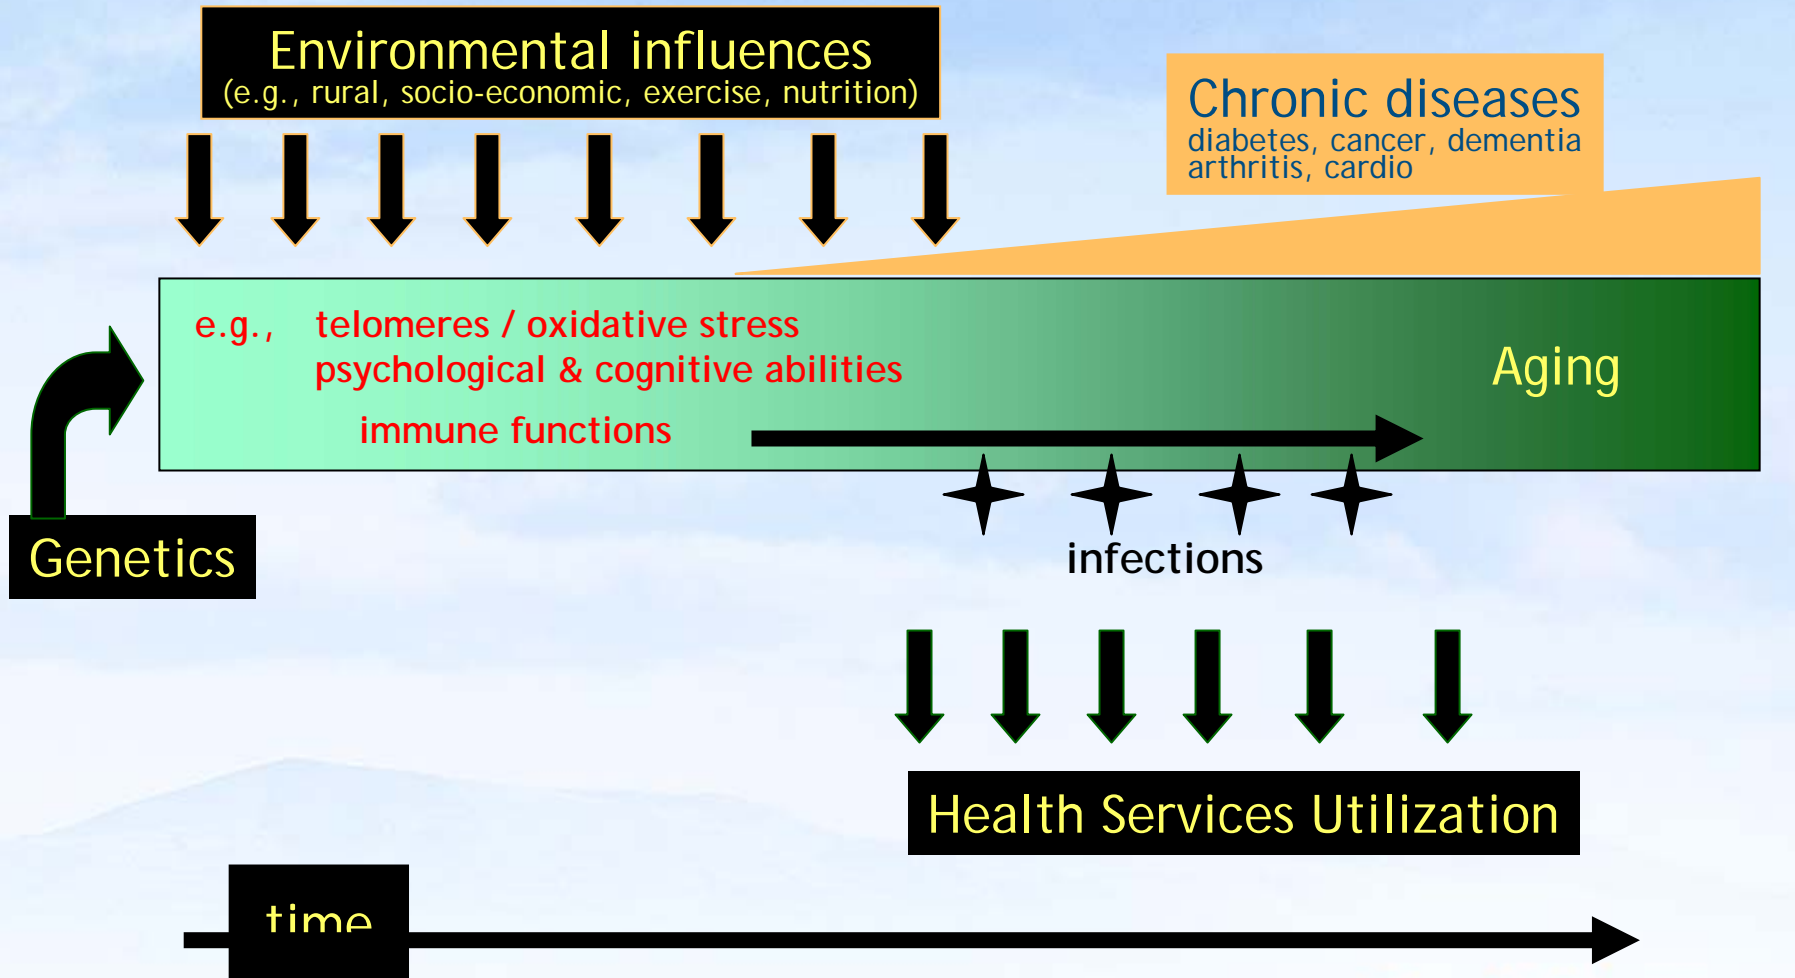 Environmental influences
(e.g., rural, socio-economic, exercise, nutrition)
Chronic diseases
diabetes, cancer, dementia
arthritis, cardio
e.g., telomeres / oxidative stress
psychological & cognitive abilities
immune functions
Aging
Genetics
infections
Health Services Utilization
time